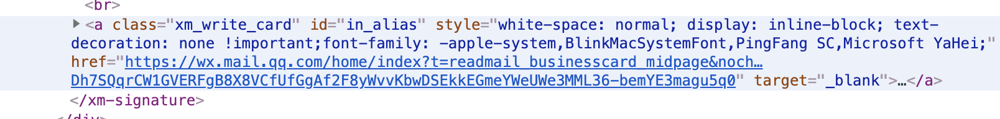 <br>
▶<a class="xm_write_card" id="in_alias" style="white-space: normal; display: inline-block; text-
decoration: none !important;font-family: -apple-system,BlinkMacSystemFont,PingFang SC,Microsoft YaHei;"
href="https://wx.mail.qq.com/home/index?t=readmail_businesscard_midpage&noch…
Dh7SQqrCW1GVERFgB8X8VCfUfGgAf2F8yWvvKbwDSEkkEGmeYWeUWe3MML36-bemYE3magu5q0" target="_blank">…</a>
</xm-signature>
</div>